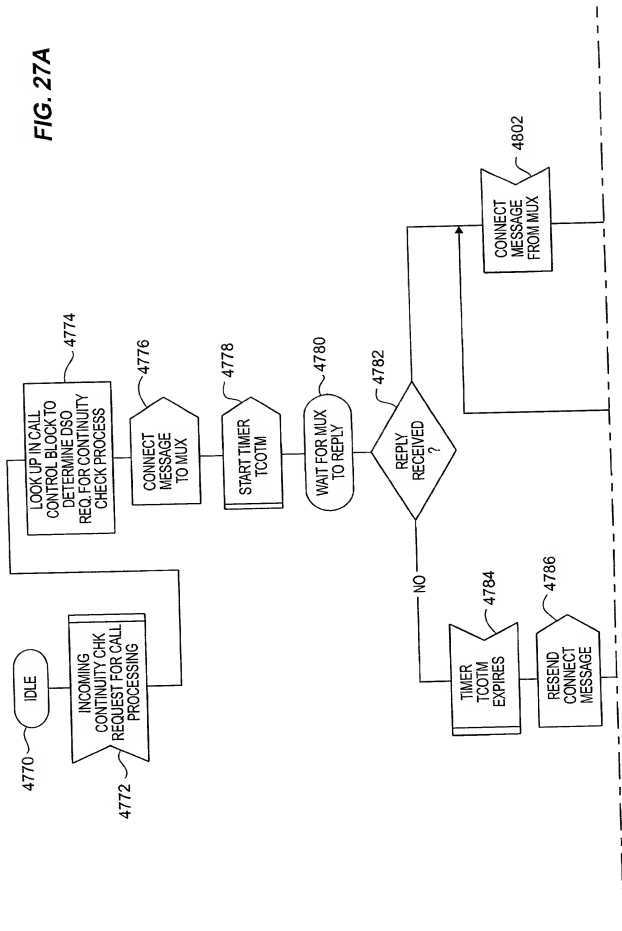 FIG. 27A
4770
IDLE
INCOMING
CONTINUITY CHK
REQUEST FOR CALL
PROCESSING
4772
LOOK UP IN CALL
CONTROL BLOCK TO
DETERMINE DSO
REQ. FOR CONTINUITY
CHECK PROCESS
4774
CONNECT
MESSAGE
TO MUX
4776
START TIMER
TCOTM
4778
WAIT FOR MUX
TO REPLY
4780
REPLY
RECEIVED
?
4782
NO
TIMER
TCOTM
EXPIRES
4784
RESEND
CONNECT
MESSAGE
4786
CONNECT
MESSAGE
FROM MUX
4802